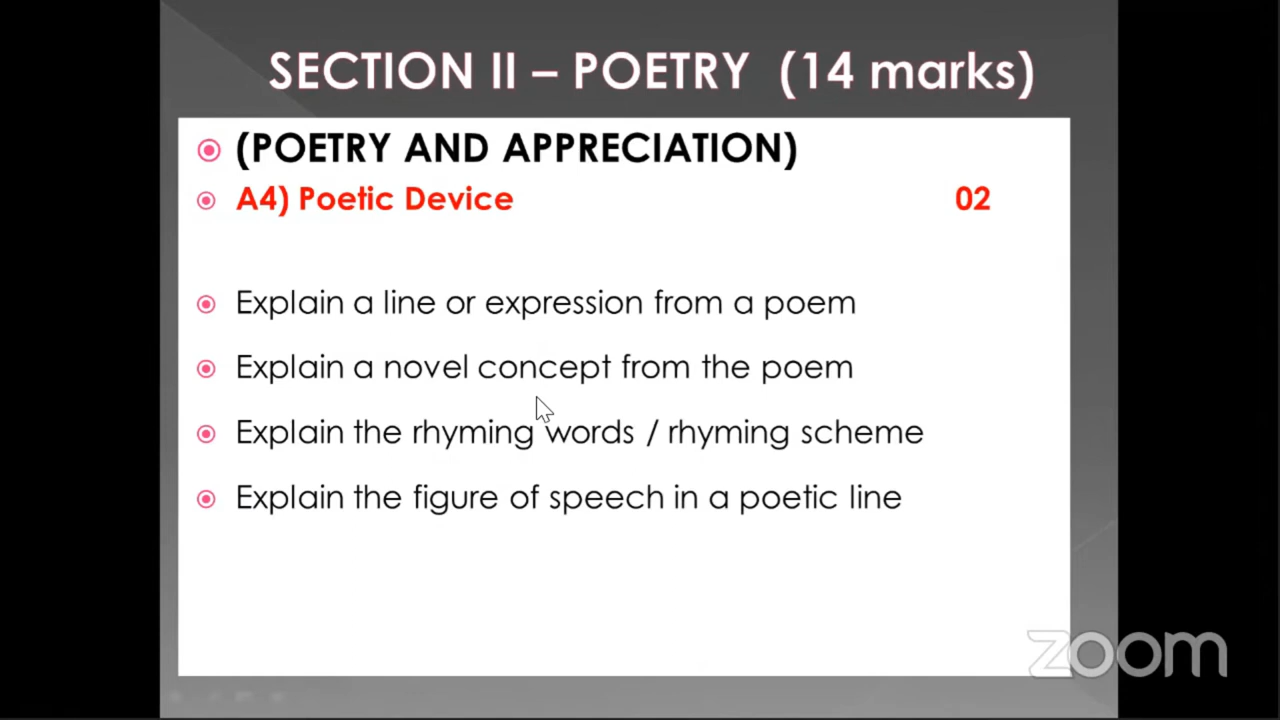 SECTION II – POETRY (14 marks)
(POETRY AND APPRECIATION)
A4) Poetic Device 02
Explain a line or expression from a poem
Explain a novel concept from the poem
Explain the rhyming words / rhyming scheme
Explain the figure of speech in a poetic line
zoom